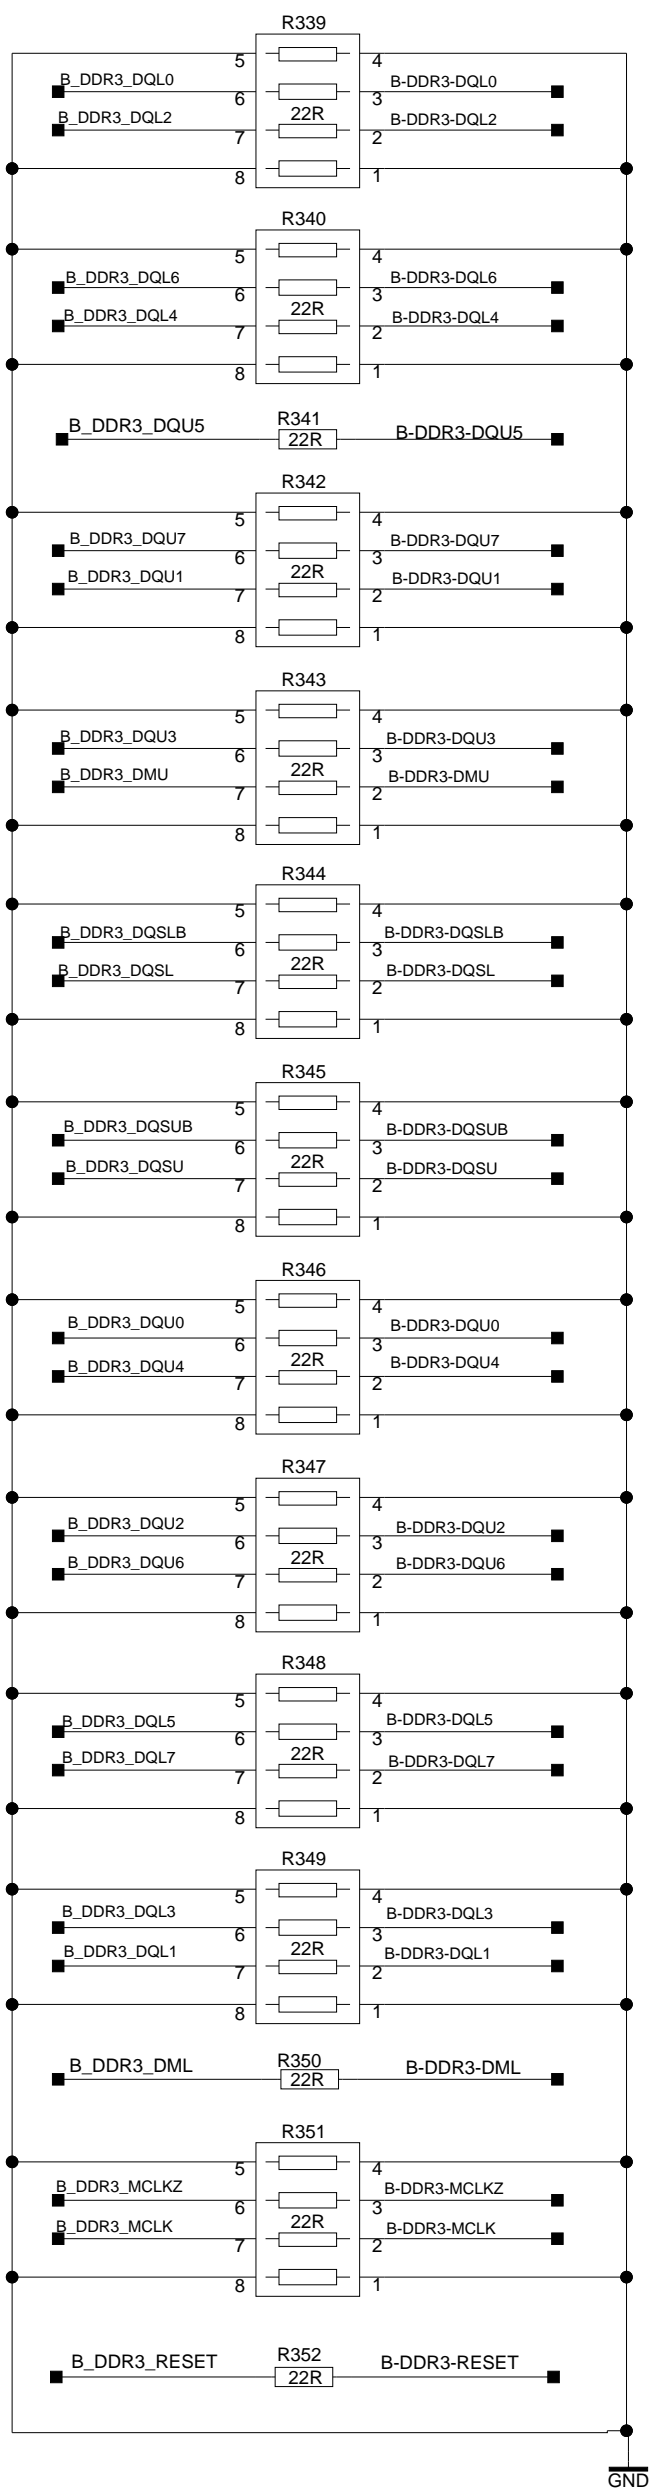 R339
5 4
B_DDR3_DQL0 B-DDR3-DQL0
6 3
B_DDR3_DQL2 22R B-DDR3-DQL2
7 2
8 1
R340
5 4
B_DDR3_DQL6 B-DDR3-DQL6
6 3
B_DDR3_DQL4 22R B-DDR3-DQL4
7 2
8 1
B_DDR3_DQU5 R341 B-DDR3-DQU5
22R
R342
5 4
B_DDR3_DQU7 B-DDR3-DQU7
6 3
B_DDR3_DQU1 22R B-DDR3-DQU1
7 2
8 1
R343
5 4
B_DDR3_DQU3 B-DDR3-DQU3
6 3
B_DDR3_DMU 22R B-DDR3-DMU
7 2
8 1
R344
5 4
B_DDR3_DQSLB B-DDR3-DQSLB
6 3
B_DDR3_DQSL 22R B-DDR3-DQSL
7 2
8 1
R345
5 4
B_DDR3_DQSUB B-DDR3-DQSUB
6 3
B_DDR3_DQSU 22R B-DDR3-DQSU
7 2
8 1
R346
5 4
B_DDR3_DQU0 B-DDR3-DQU0
6 3
B_DDR3_DQU4 22R B-DDR3-DQU4
7 2
8 1
R347
5 4
B_DDR3_DQU2 B-DDR3-DQU2
6 3
B_DDR3_DQU6 22R B-DDR3-DQU6
7 2
8 1
R348
5 4
B_DDR3_DQL5 B-DDR3-DQL5
6 3
B_DDR3_DQL7 22R B-DDR3-DQL7
7 2
8 1
R349
5 4
B_DDR3_DQL3 B-DDR3-DQL3
6 3
B_DDR3_DQL1 22R B-DDR3-DQL1
7 2
8 1
B_DDR3_DML R350 B-DDR3-DML
22R
R351
5 4
B_DDR3_MCLKZ B-DDR3-MCLKZ
6 3
B_DDR3_MCLK 22R B-DDR3-MCLK
7 2
8 1
B_DDR3_RESET R352 B-DDR3-RESET
22R
GND